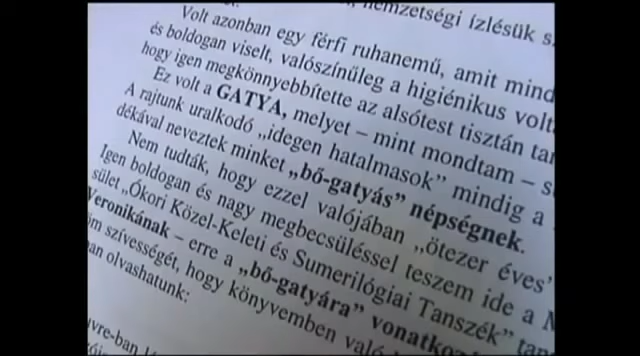 nemzetségi ízlésük
Volt azonban egy férfi ruhanemű, amit mind
és boldogan viselt, valószínűleg a higiénikus volt
hogy igen megkönnyebbítette az alsótest tisztán tar
Ez volt a GATYA, melyet – mint mondtam –
A rajtunk uralkodó „idegen hatalmasok” mindig a
dékával neveztek minket „bő-gatyás” népségnek.
Nem tudták, hogy ezzel valójában „ötezer éves”
Igen boldogan és nagy megbecsüléssel teszem ide a
sület „Ókori Közel-Keleti és Sumerilógiai Tanszék”
Veronikának – erre a „bő-gatyára”
szívességét, hogy könyvemben
olvashatunk: